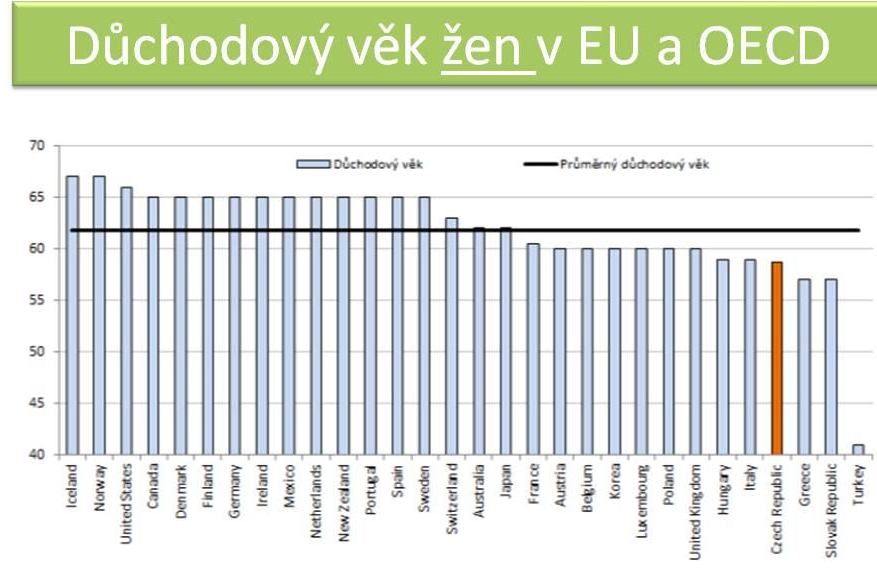 Důchodový věk žen v EU a OECD
70
Důchodový věk
Průměrný důchodový věk
65
60
55
50
45
40
Iceland
Norway
United States
Canada
Denmark
Finland
Germany
Ireland
Mexico
Netherlands
New Zealand
Portugal
Spain
Sweden
Switzerland
Australia
Japan
France
Austria
Belgium
Korea
Luxembourg
Poland
United Kingdom
Hungary
Italy
Czech Republic
Greece
Slovak Republic
Turkey